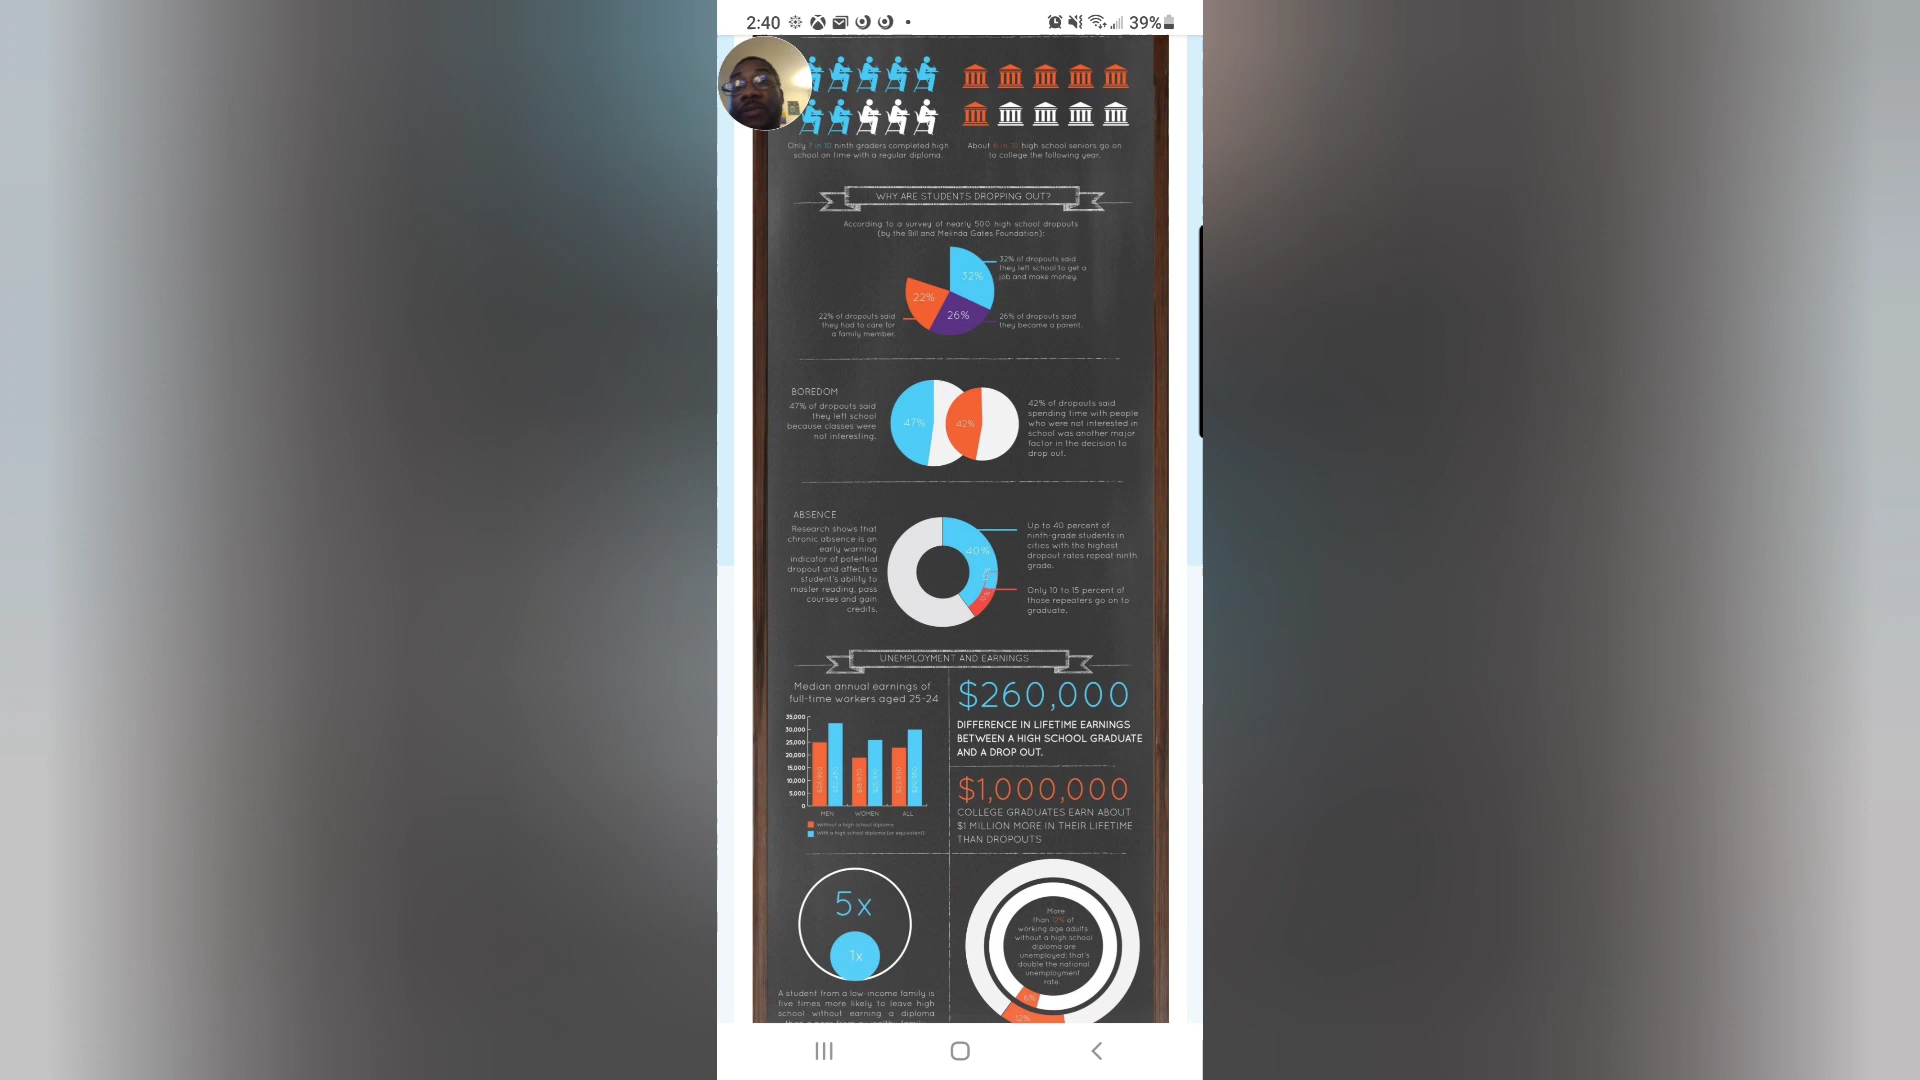 2:40
39%
Only 7 in 10 ninth graders completed high
school on time with a regular diploma.
About 6 in 10 high school seniors go on
to college the following year.
WHY ARE STUDENTS DROPPING OUT?
According to a survey of nearly 500 high school dropouts
(by the Bill and Melinda Gates Foundation):
32%
32% of dropouts said
they left school to get a
job and make money.
22%
26%
22% of dropouts said
they had to care for
a family member.
26% of dropouts said
they became a parent.
BOREDOM
47% of dropouts said
they left school
because classes were
not interesting.
47%
42%
42% of dropouts said
spending time with people
who were not interested in
school was another major
factor in the decision to
drop out.
ABSENCE
Research shows that
chronic absence is an
early warning
indicator of potential
dropout and affects a
student's ability to
master reading, pass
courses and gain
credits.
40%
Up to 40 percent of
ninth-grade students in
cities with the highest
dropout rates repeat ninth
grade.
Only 10 to 15 percent of
those repeaters go on to
graduate.
UNEMPLOYMENT AND EARNINGS
Median annual earnings of
full-time workers aged 25-24
35,000
30,000
25,000
20,000
15,000
10,000
5,000
0
MEN WOMEN ALL
Without a high school diploma
With a high school diploma (or equivalent)
$260,000
DIFFERENCE IN LIFETIME EARNINGS
BETWEEN A HIGH SCHOOL GRADUATE
AND A DROP OUT.
$1,000,000
COLLEGE GRADUATES EARN ABOUT
$1 MILLION MORE IN THEIR LIFETIME
THAN DROPOUTS
5x
1x
A student from a low-income family is
five times more likely to leave high
school without earning a diploma
More
than 12% of
working age adults
without a high school
diploma are
unemployed; that's
double the national
unemployment
rate.
6%
12%